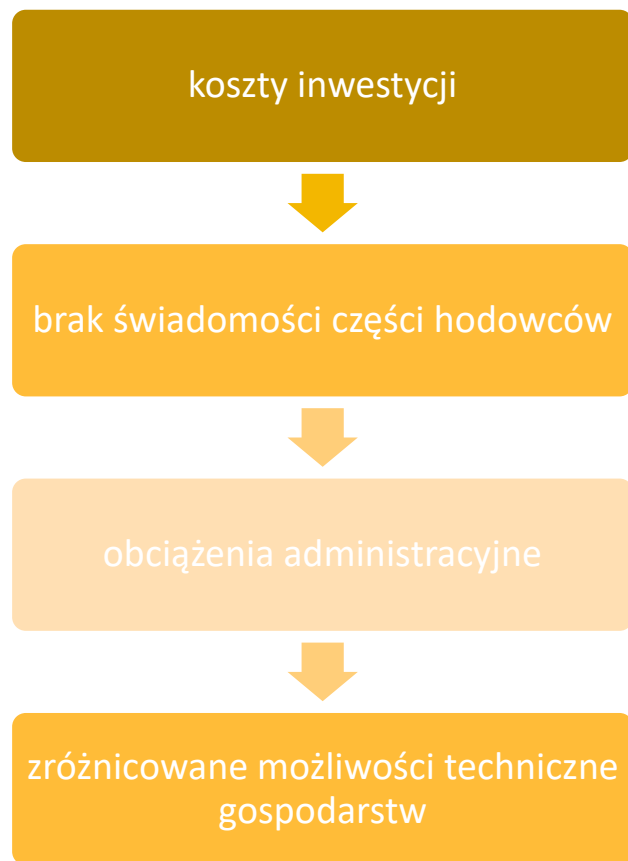 koszty inwestycji
brak świadomości części hodowców
obciążenia administracyjne
zróżnicowane możliwości techniczne
gospodarstw